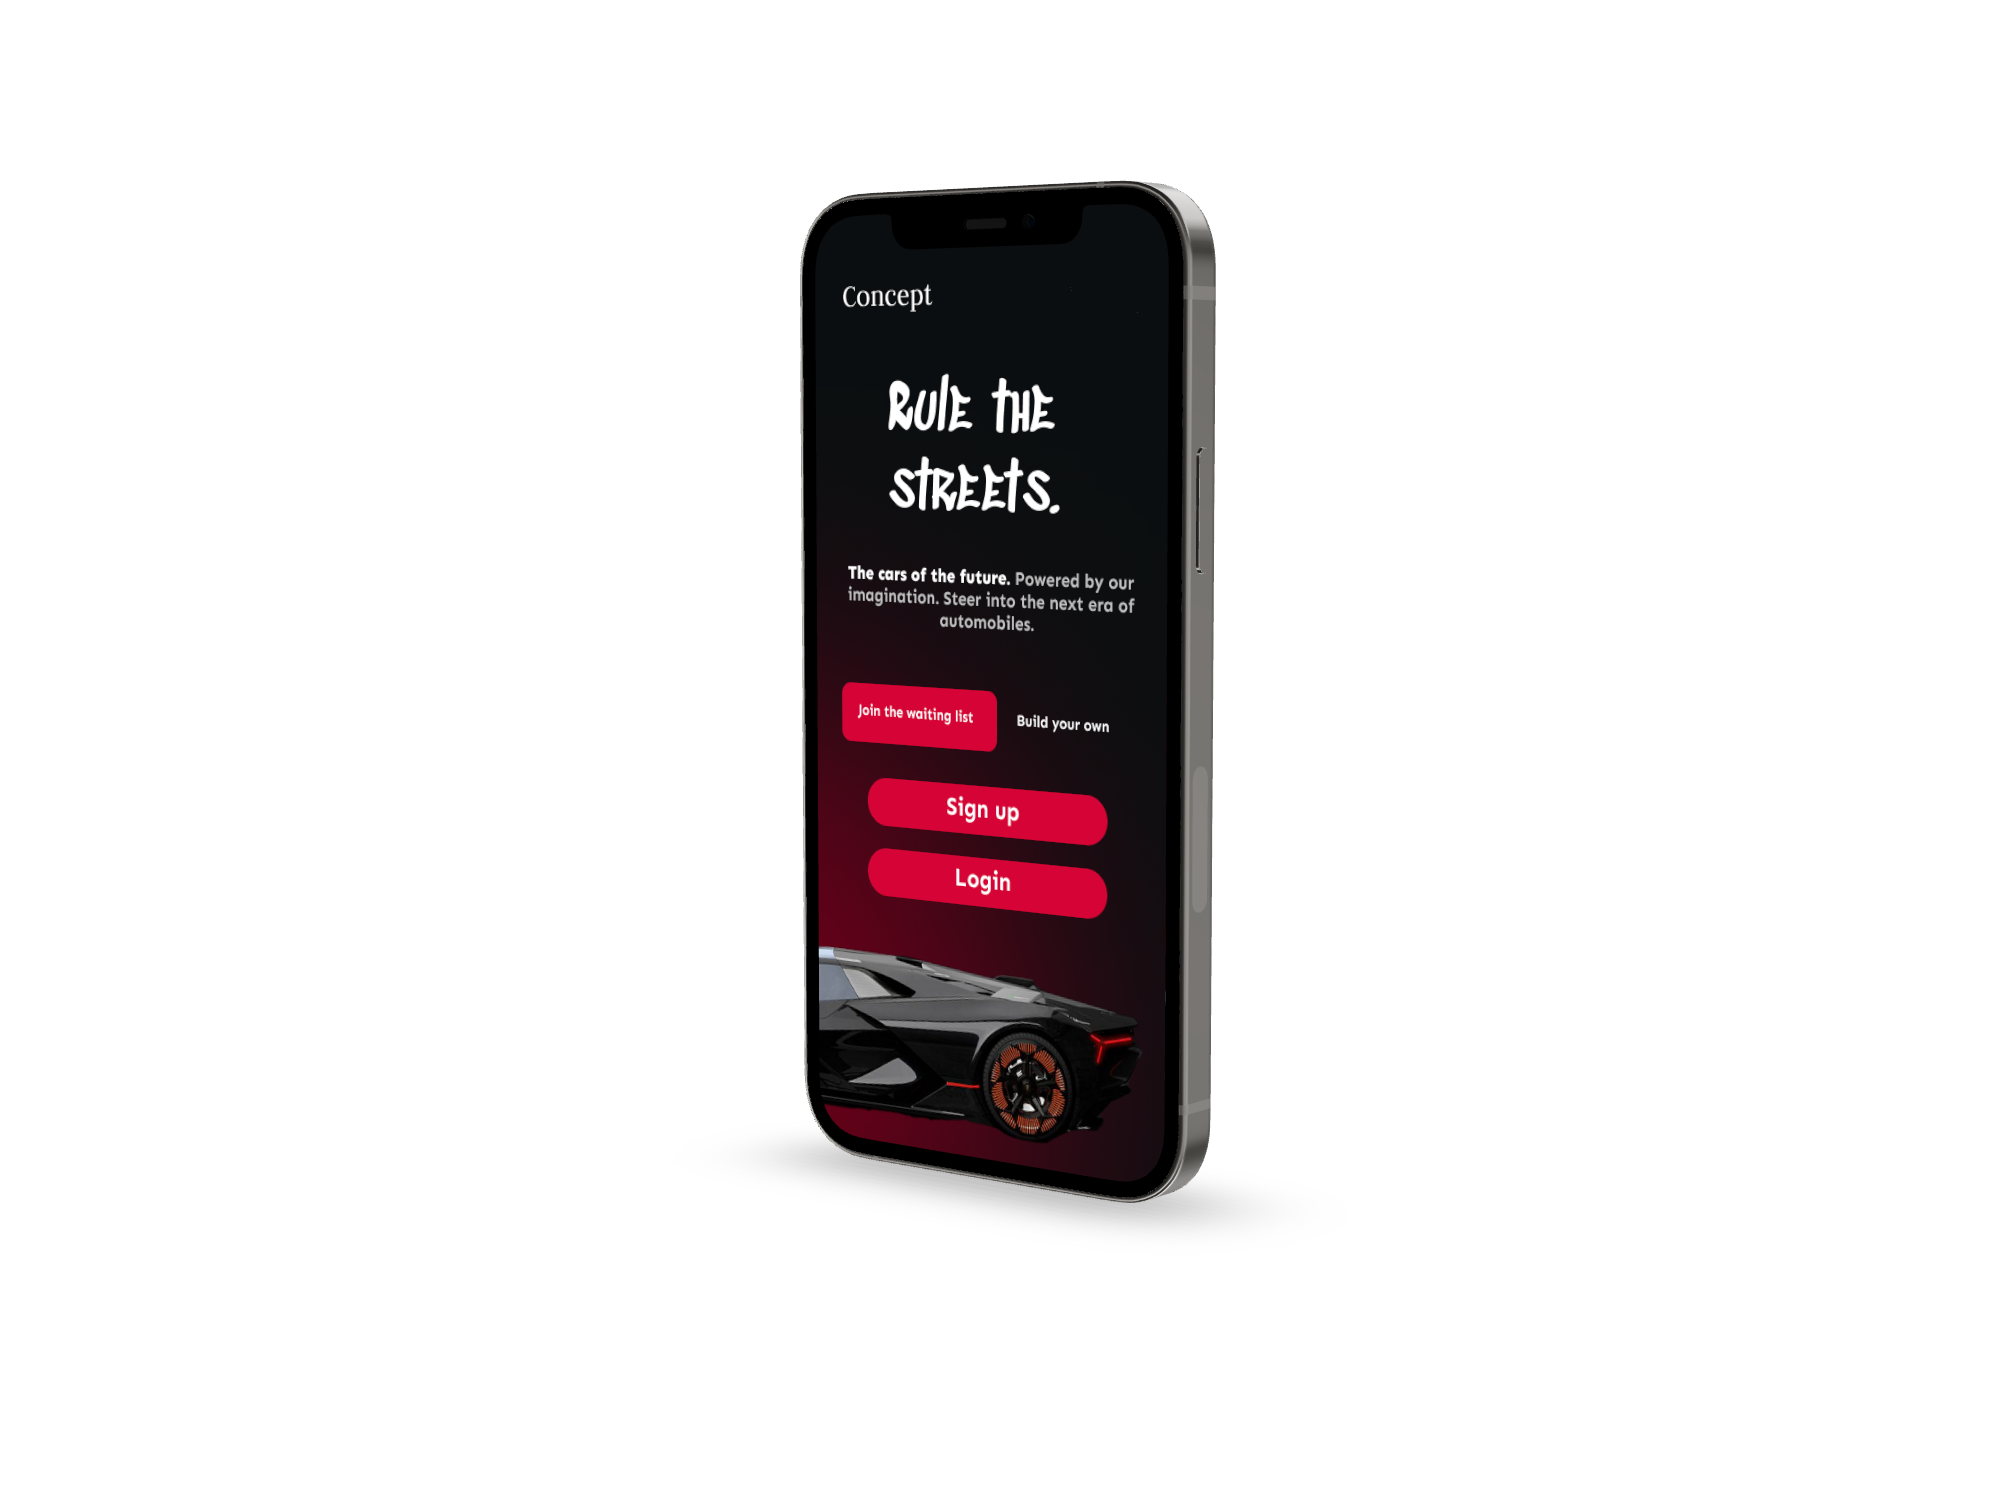 Concept
RULE THE
STREETS.
The cars of the future. Powered by our
imagination. Steer into the next era of
automobiles.
Join the waiting list
Build your own
Sign up
Login